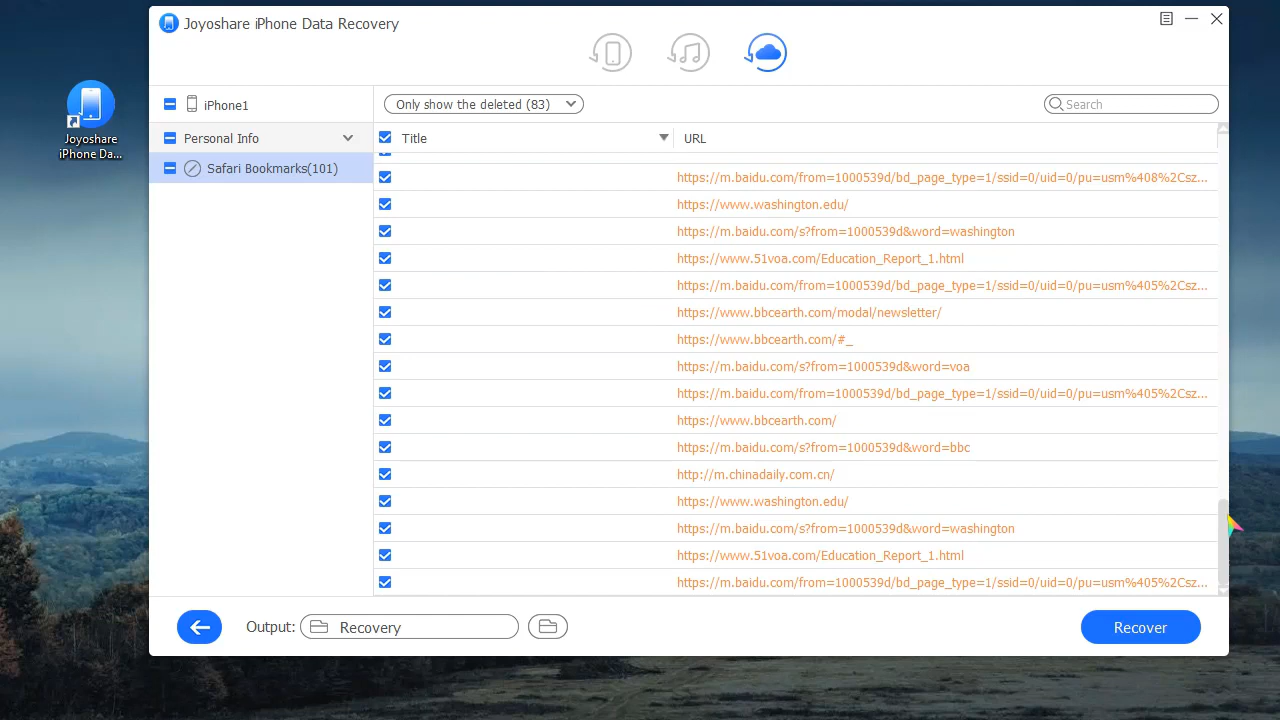 Joyoshare iPhone Data Recovery
Joyoshare
iPhone Da...
iPhone1
Only show the deleted (83)
Search
Personal Info
Title
URL
Safari Bookmarks(101)
https://m.baidu.com/from=1000539d/bd_page_type=1/ssid=0/uid=0/pu=usm%408%2Csz...
https://www.washington.edu/
https://m.baidu.com/s?from=1000539d&word=washington
https://www.51voa.com/Education_Report_1.html
https://m.baidu.com/from=1000539d/bd_page_type=1/ssid=0/uid=0/pu=usm%405%2Csz...
https://www.bbcearth.com/modal/newsletter/
https://www.bbcearth.com/#_
https://m.baidu.com/s?from=1000539d&word=voa
https://m.baidu.com/from=1000539d/bd_page_type=1/ssid=0/uid=0/pu=usm%405%2Csz...
https://www.bbcearth.com/
https://m.baidu.com/s?from=1000539d&word=bbc
http://m.chinadaily.com.cn/
https://www.washington.edu/
https://m.baidu.com/s?from=1000539d&word=washington
https://www.51voa.com/Education_Report_1.html
https://m.baidu.com/from=1000539d/bd_page_type=1/ssid=0/uid=0/pu=usm%405%2Csz...
Output:
Recovery
Recover